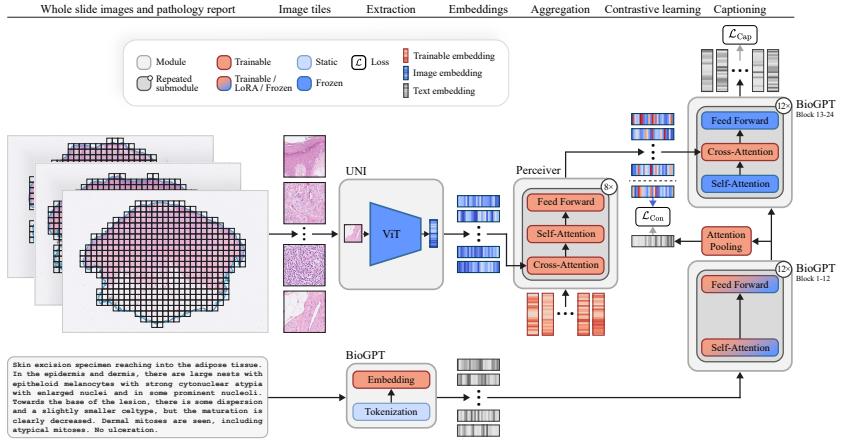 Whole slide images and pathology report
Image tiles
Extraction
Embeddings
Aggregation
Contrastive learning
Captioning
Module
Repeated
submodule
Trainable
Trainable /
LoRA / Frozen
Static
Frozen
L Loss
Trainable embedding
Image embedding
Text embedding
L Cap
12×
BioGPT
Block 13-24
Feed Forward
Cross-Attention
Self-Attention
UNI
ViT
Perceiver
8×
Feed Forward
Self-Attention
Cross-Attention
L Con
Attention
Pooling
12×
BioGPT
Block 1-12
Feed Forward
Self-Attention
Skin excision specimen reaching into the adipose tissue.
In the epidermis and dermis, there are large nests with
epitheloid melanocytes with strong cytonuclear atypia
with enlarged nuclei and in some prominent nucleoli.
Towards the base of the lesion, there is some dispersion
and a slightly smaller celtype, but the maturation is
clearly decreased. Dermal mitoses are seen, including
atypical mitoses. No ulceration.
BioGPT
Embedding
Tokenization